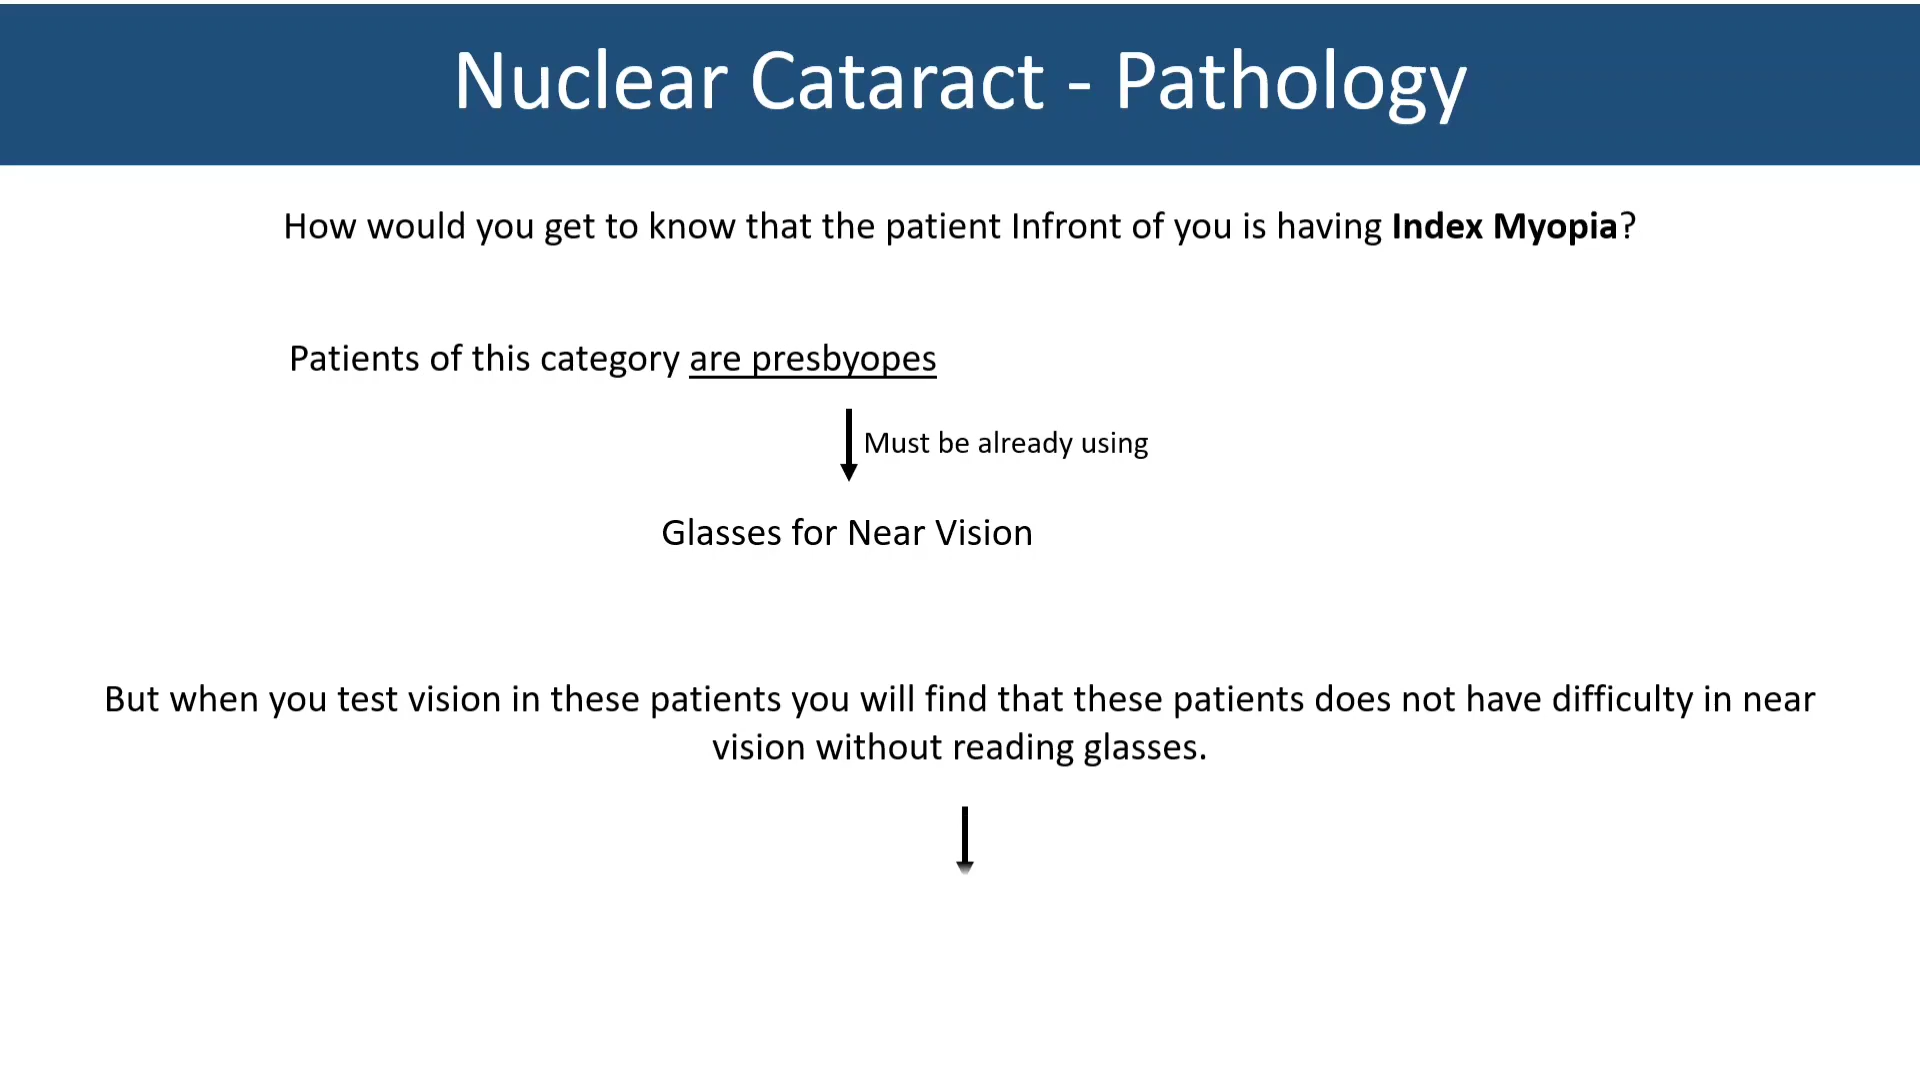 Nuclear Cataract - Pathology
How would you get to know that the patient Infront of you is having Index Myopia?
Patients of this category are presbyopes
Must be already using
Glasses for Near Vision
But when you test vision in these patients you will find that these patients does not have difficulty in near
vision without reading glasses.